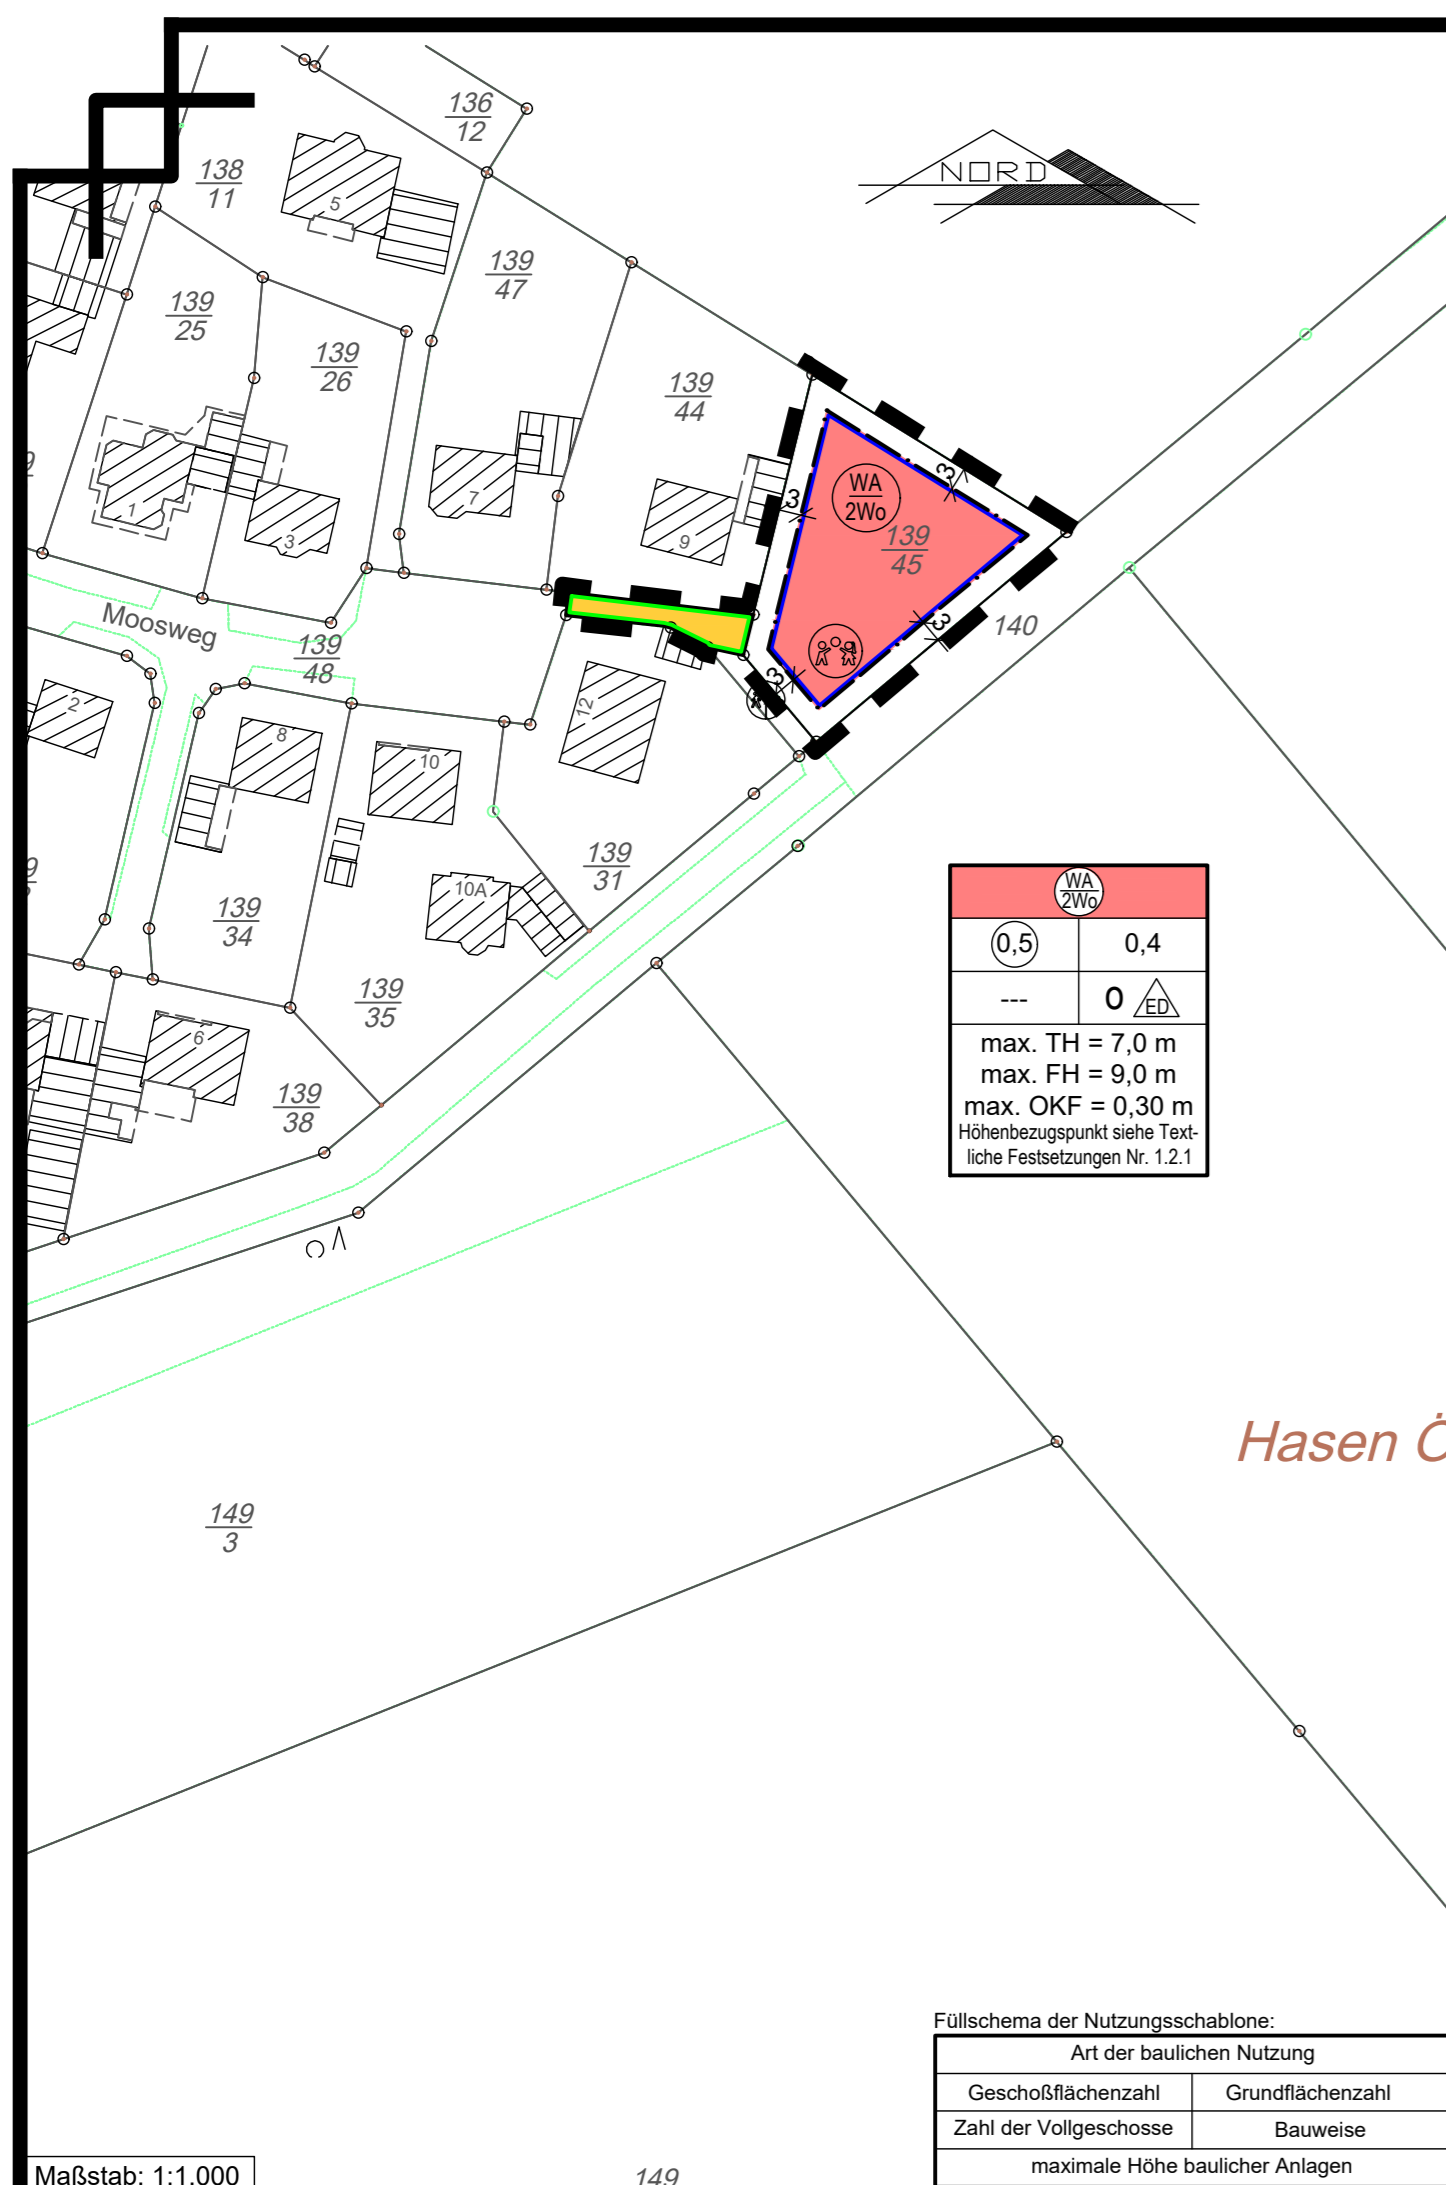 136
12
138
11
NORD
5
139
47
139
25
139
26
139
44
WA
2Wo
3
3
139
45
1
3
7
9
Moosweg
139
48
140
3
3
2
8
10
12
139
31
10A
139
34
139
35
6
139
38
WA
2Wo
0,5 0,4
--- o ED
max. TH = 7,0 m
max. FH = 9,0 m
max. OKF = 0,30 m
Höhenbezugspunkt siehe Text-
liche Festsetzungen Nr. 1.2.1
Hasen Ö
149
3
Füllschema der Nutzungsschablone:
Art der baulichen Nutzung
Geschoßflächenzahl Grundflächenzahl
Zahl der Vollgeschosse Bauweise
maximale Höhe baulicher Anlagen
Maßstab: 1:1.000
149